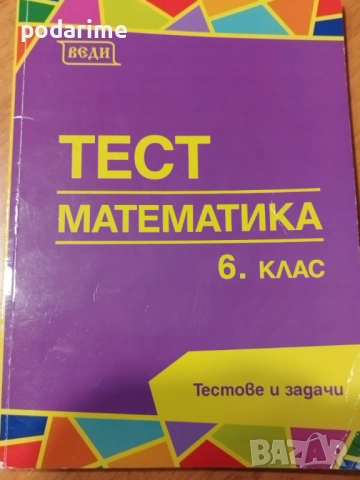 podarime
ВЕДИ
ТЕСТ
МАТЕМАТИКА
6. КЛАС
Тестове и задачи
BAZAR